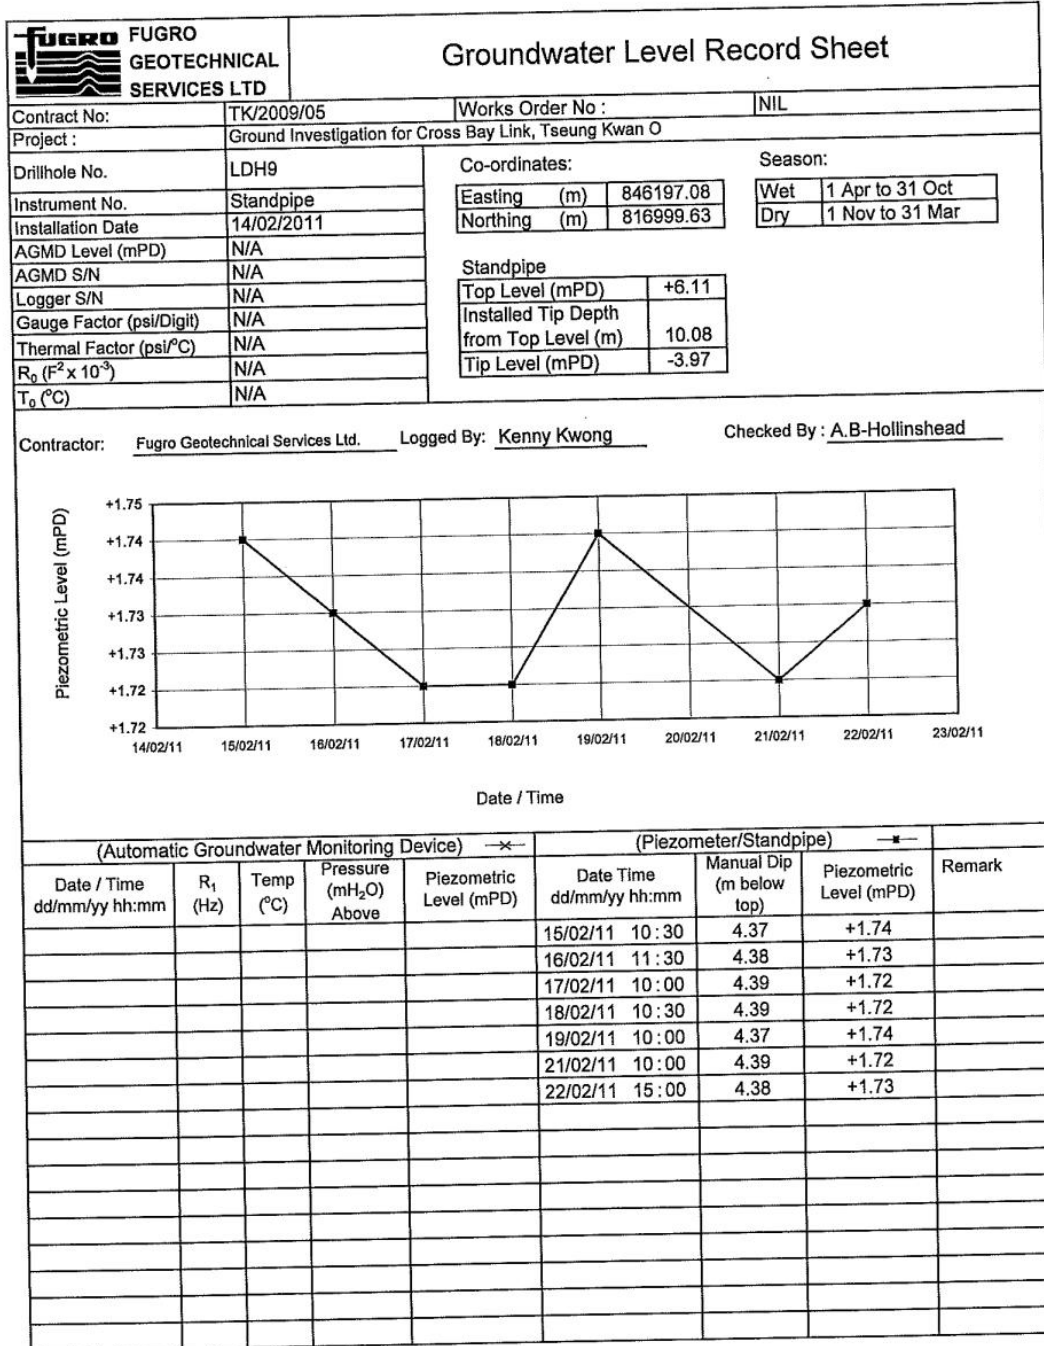 FUGRO FUGRO
GEOTECHNICAL
SERVICES LTD
Groundwater Level Record Sheet
Contract No: TK/2009/05 Works Order No : NIL
Project : Ground Investigation for Cross Bay Link, Tseung Kwan O
Drillhole No. LDH9
Instrument No. Standpipe
Installation Date 14/02/2011
AGMD Level (mPD) N/A
AGMD S/N N/A
Logger S/N N/A
Gauge Factor (psi/Digit) N/A
Thermal Factor (psi/°C) N/A
R₀ (F² x 10⁻³) N/A
T₀ (°C) N/A
Co-ordinates:
Easting (m) 846197.08
Northing (m) 816999.63
Season:
Wet 1 Apr to 31 Oct
Dry 1 Nov to 31 Mar
Standpipe
Top Level (mPD) +6.11
Installed Tip Depth
from Top Level (m) 10.08
Tip Level (mPD) -3.97
Contractor: Fugro Geotechnical Services Ltd. Logged By: Kenny Kwong Checked By : A.B-Hollinshead
Piezometric Level (mPD)
+1.75
+1.74
+1.74
+1.73
+1.73
+1.72
+1.72
14/02/11 15/02/11 16/02/11 17/02/11 18/02/11 19/02/11 20/02/11 21/02/11 22/02/11 23/02/11
Date / Time
(Automatic Groundwater Monitoring Device) (Piezometer/Standpipe)
Date / Time
dd/mm/yy hh:mm
R₁
(Hz)
Temp
(°C)
Pressure
(mH₂O)
Above
Piezometric
Level (mPD)
Date Time
dd/mm/yy hh:mm
Manual Dip
(m below
top)
Piezometric
Level (mPD)
Remark
15/02/11 10:30 4.37 +1.74
16/02/11 11:30 4.38 +1.73
17/02/11 10:00 4.39 +1.72
18/02/11 10:30 4.39 +1.72
19/02/11 10:00 4.37 +1.74
21/02/11 10:00 4.39 +1.72
22/02/11 15:00 4.38 +1.73